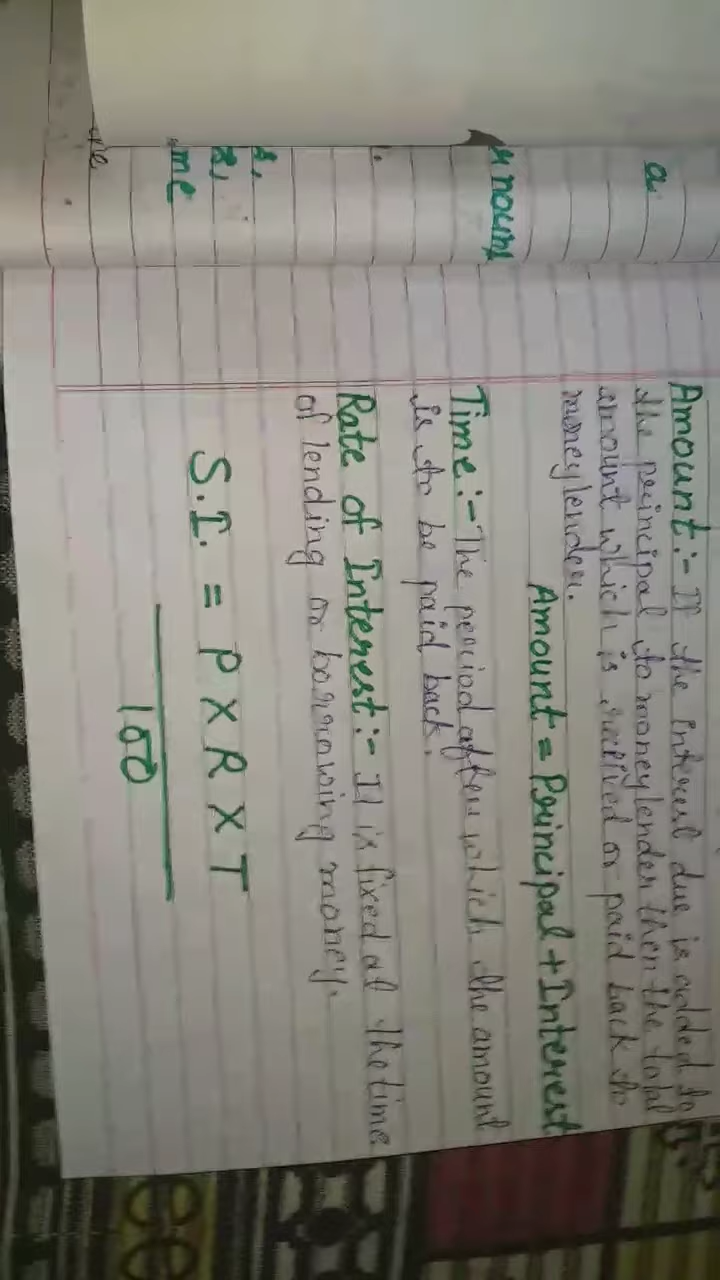 a
Amount:- If the interest due is added to
the principal to moneylender then the total
amount which is recived or paid back to
moneylender.
Amount = Principal + Interest
Time:- The period after which the amount
is to be paid back.
Rate of Interest:- It is fixed at the time
of lending or borrowing money.
S.I. = P X R X T
100
me